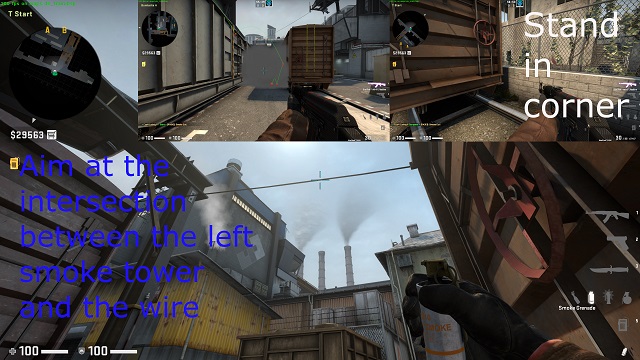 T Start
A B
$29563
Stand
in
corner
Aim at the
intersection
between the left
smoke tower
and the wire
Smoke Grenade
100
100